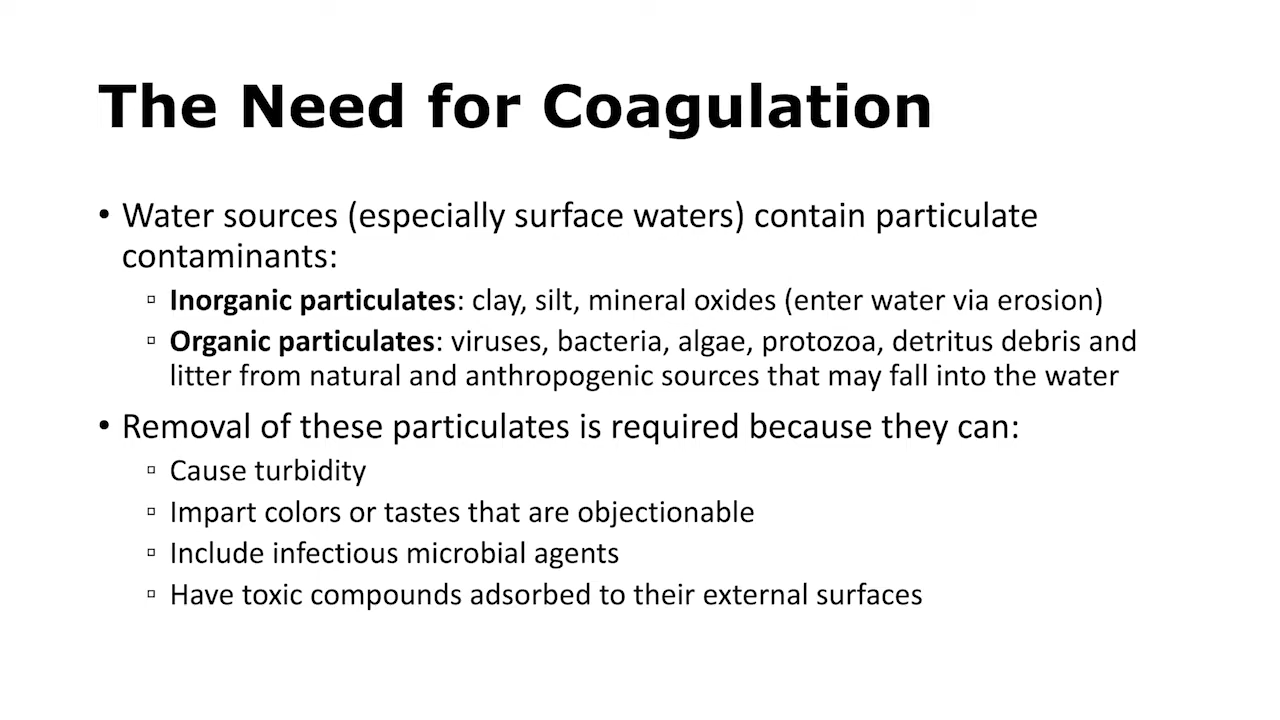 The Need for Coagulation
• Water sources (especially surface waters) contain particulate
contaminants:
▫ Inorganic particulates: clay, silt, mineral oxides (enter water via erosion)
▫ Organic particulates: viruses, bacteria, algae, protozoa, detritus debris and
litter from natural and anthropogenic sources that may fall into the water
• Removal of these particulates is required because they can:
▫ Cause turbidity
▫ Impart colors or tastes that are objectionable
▫ Include infectious microbial agents
▫ Have toxic compounds adsorbed to their external surfaces